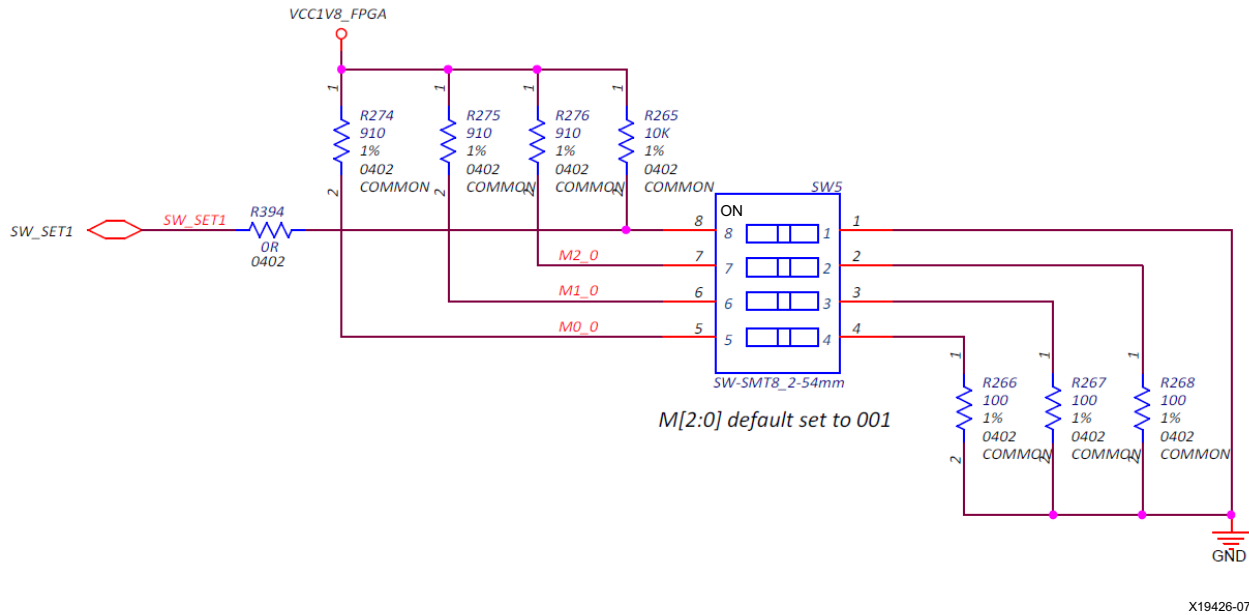 VCC1V8_FPGA
1
1
1
1
R274
910
1%
0402
COMMON
2
R275
910
1%
0402
COMMON
2
R276
910
1%
0402
COMMON
2
R265
10K
1%
0402
COMMON
2
SW5
SW_SET1
SW_SET1
R394
0R
0402
ON
8
8
1
1
M2_0
7
7
2
2
M1_0
6
6
3
3
M0_0
5
5
4
4
SW-SMT8_2-54mm
M[2:0] default set to 001
1
1
1
R266
100
1%
0402
COMMON
2
R267
100
1%
0402
COMMON
2
R268
100
1%
0402
COMMON
2
GND
X19426-07